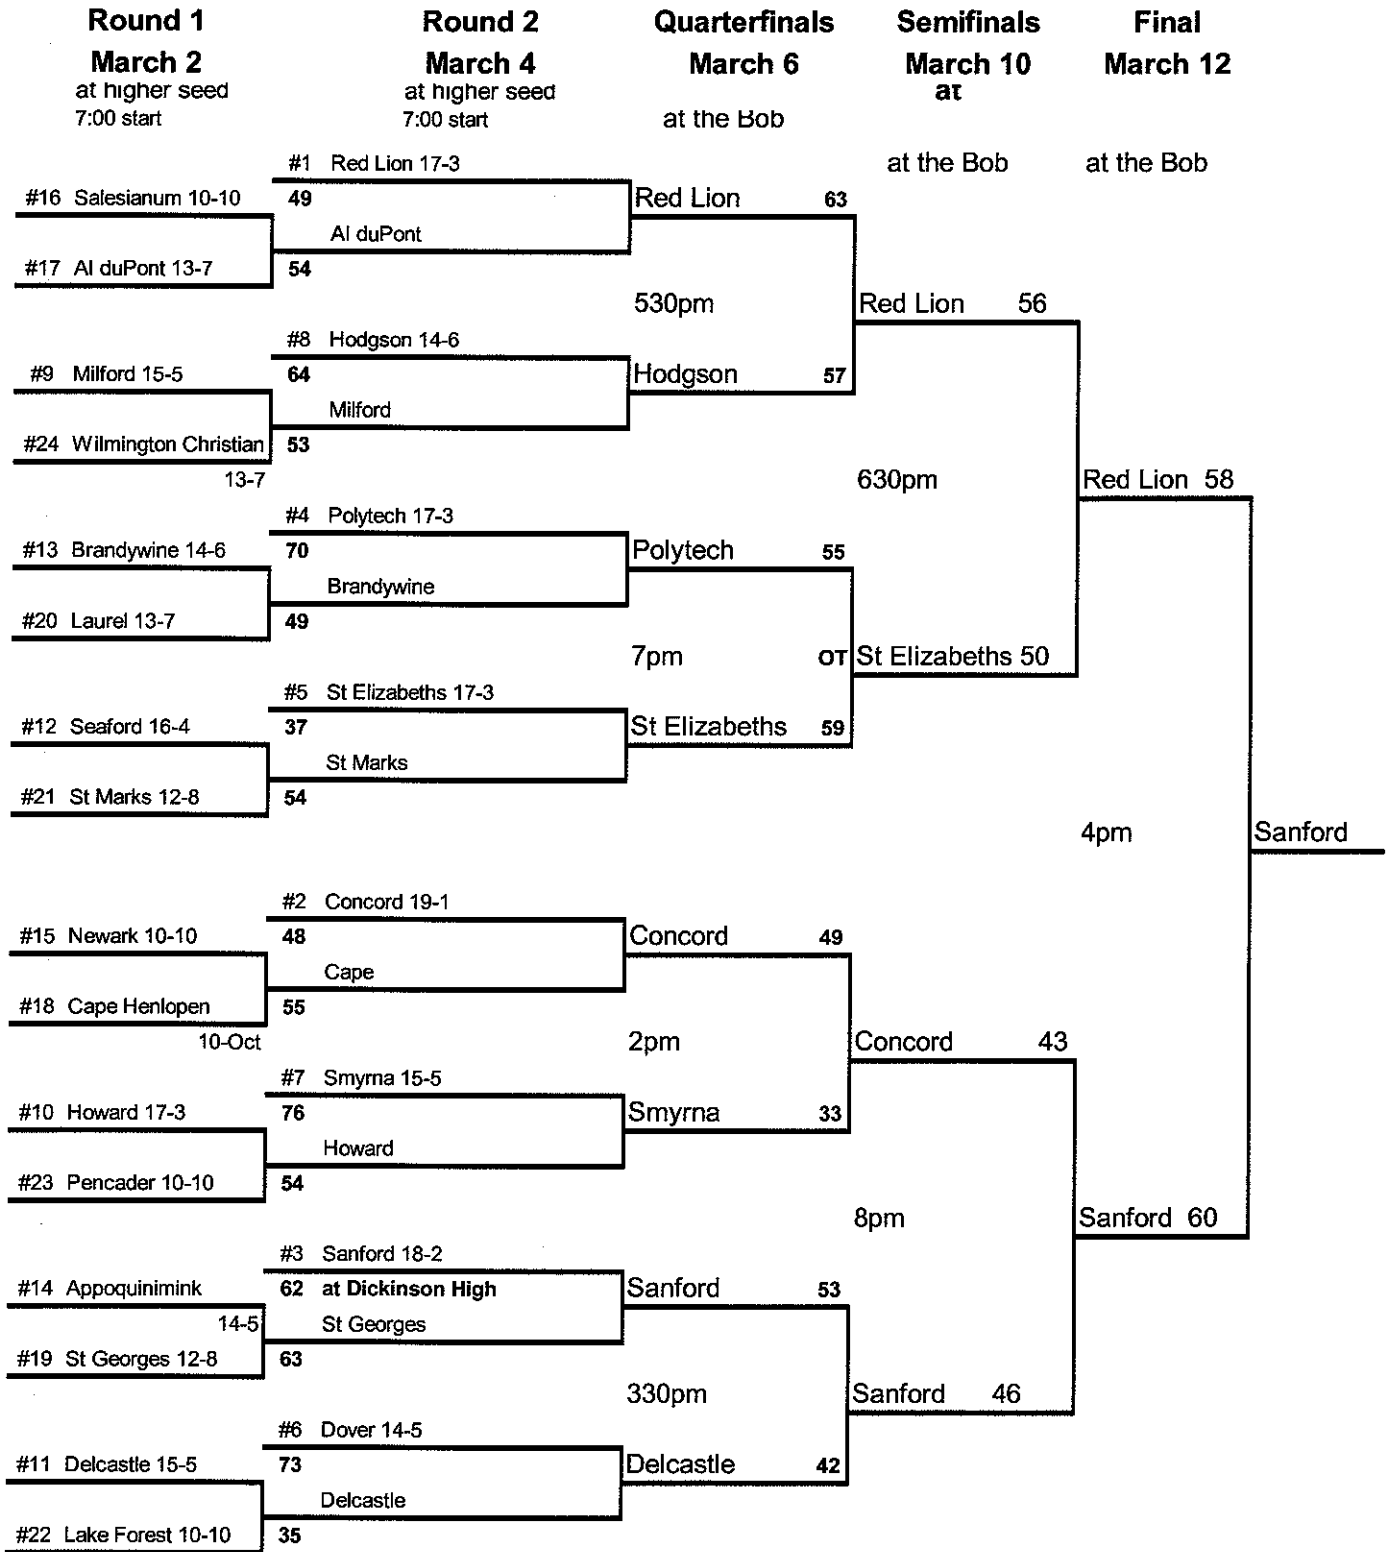 Round 1
March 2
at higher seed
7:00 start
Round 2
March 4
at higher seed
7:00 start
Quarterfinals
March 6
at the Bob
Semifinals
March 10
at
at the Bob
Final
March 12
at the Bob
#16 Salesianum 10-10
#17 AI duPont 13-7
#9 Milford 15-5
#24 Wilmington Christian
13-7
#13 Brandywine 14-6
#20 Laurel 13-7
#12 Seaford 16-4
#21 St Marks 12-8
#15 Newark 10-10
#18 Cape Henlopen
10-Oct
#10 Howard 17-3
#23 Pencader 10-10
#14 Appoquinimink
14-5
#19 St Georges 12-8
#11 Delcastle 15-5
#22 Lake Forest 10-10
#1 Red Lion 17-3
49
AI duPont
54
#8 Hodgson 14-6
64
Milford
53
#4 Polytech 17-3
70
Brandywine
49
#5 St Elizabeths 17-3
37
St Marks
54
#2 Concord 19-1
48
Cape
55
#7 Smyrna 15-5
76
Howard
54
#3 Sanford 18-2
62 at Dickinson High
St Georges
63
#6 Dover 14-5
73
Delcastle
35
Red Lion 63
530pm
Hodgson 57
Polytech 55
7pm OT
St Elizabeths 59
Concord 49
2pm
Smyrna 33
Sanford 53
330pm
Delcastle 42
Red Lion 56
630pm
St Elizabeths 50
Concord 43
8pm
Sanford 46
Red Lion 58
4pm
Sanford 60
Sanford